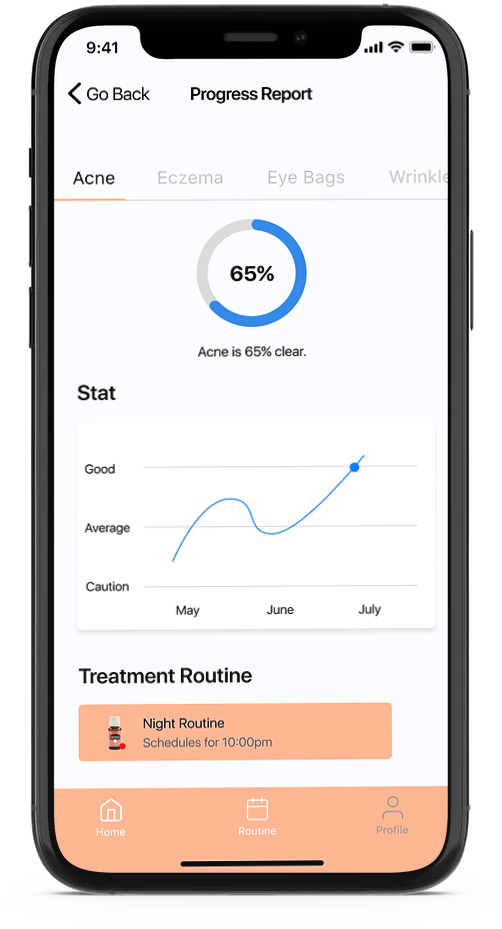 9:41
Go Back
Progress Report
Acne
Eczema
Eye Bags
Wrinkle
65%
Acne is 65% clear.
Stat
Good
Average
Caution
May
June
July
Treatment Routine
Night Routine
Schedules for 10:00pm
Home
Routine
Profile